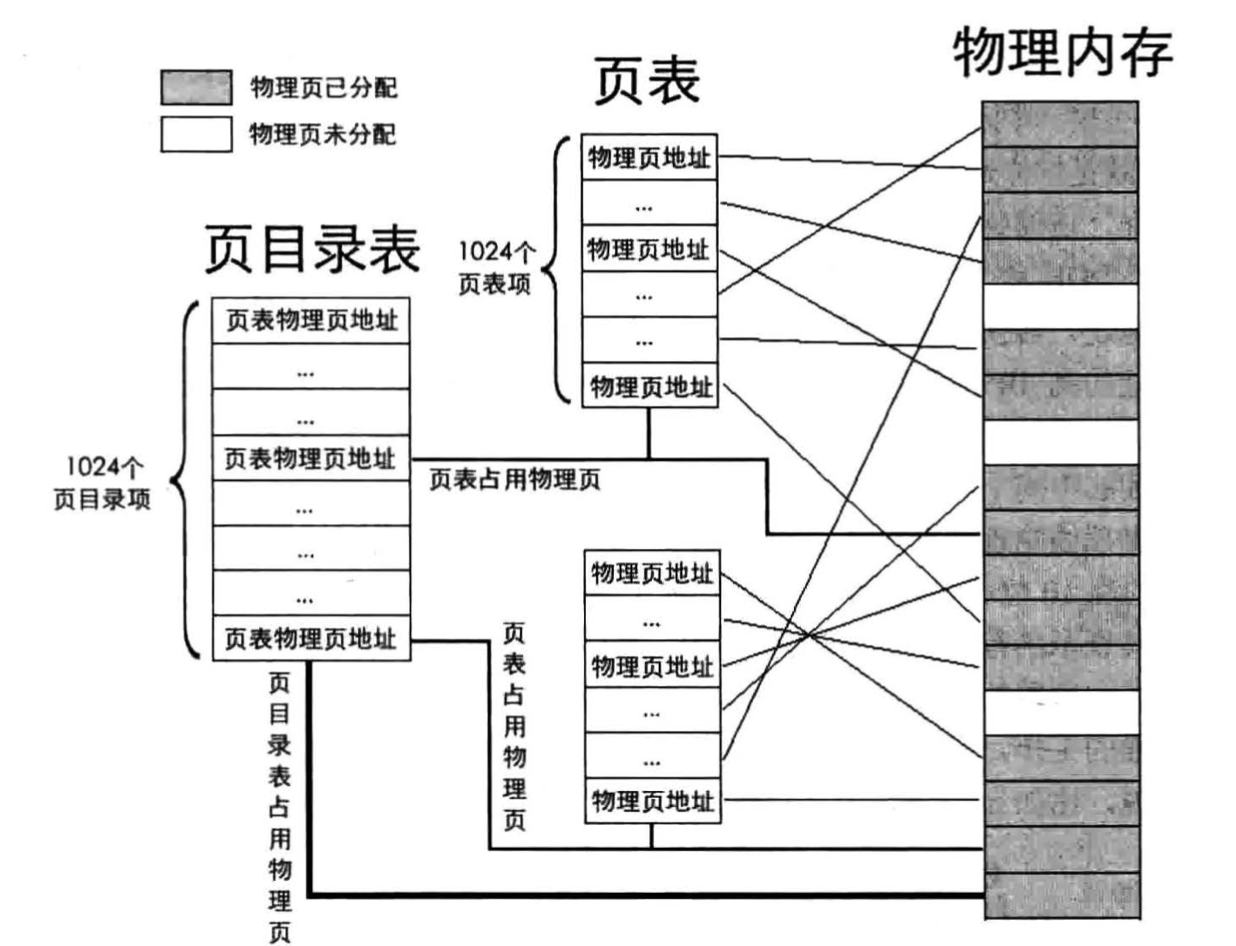 物理内存
页表
物理页已分配
物理页未分配
页目录表
1024个
页表项
物理页地址
...
物理页地址
...
...
物理页地址
1024个
页目录项
页表物理页地址
...
...
页表物理页地址
...
...
...
页表物理页地址
页表占用物理页
物理页地址
...
物理页地址
...
...
物理页地址
页表占用物理页
页目录表占用物理页